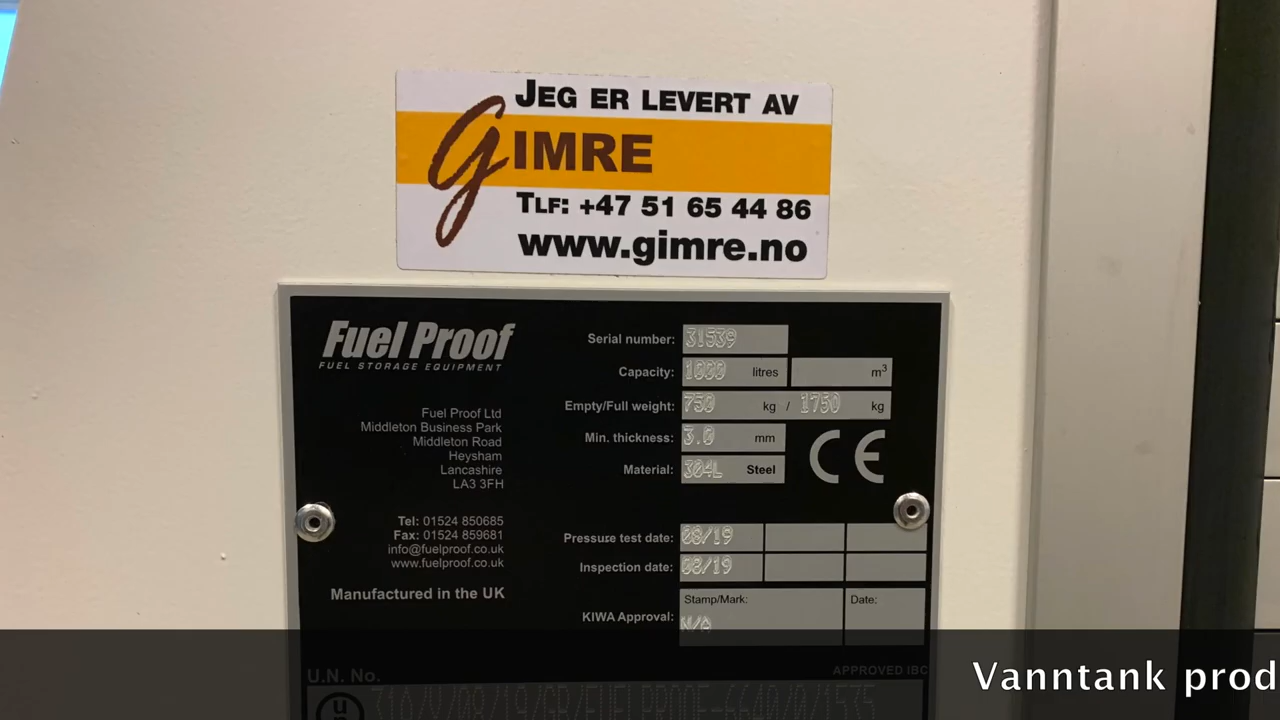 JEG ER LEVERT AV
GIMRE
TLF: +47 51 65 44 86
www.gimre.no
Fuel Proof
FUEL STORAGE EQUIPMENT
Fuel Proof Ltd
Middleton Business Park
Middleton Road
Heysham
Lancashire
LA3 3FH
Tel: 01524 850685
Fax: 01524 859681
info@fuelproof.co.uk
www.fuelproof.co.uk
Manufactured in the UK
Serial number: 31539
Capacity: 1000 litres m³
Empty/Full weight: 750 kg / 1750 kg
Min. thickness: 3.0 mm
Material: 304L Steel
CE
Pressure test date: 08/19
Inspection date: 08/19
KIWA Approval: Stamp/Mark: Date:
N/A
U.N. No.
APPROVED IBC
Vanntank prod